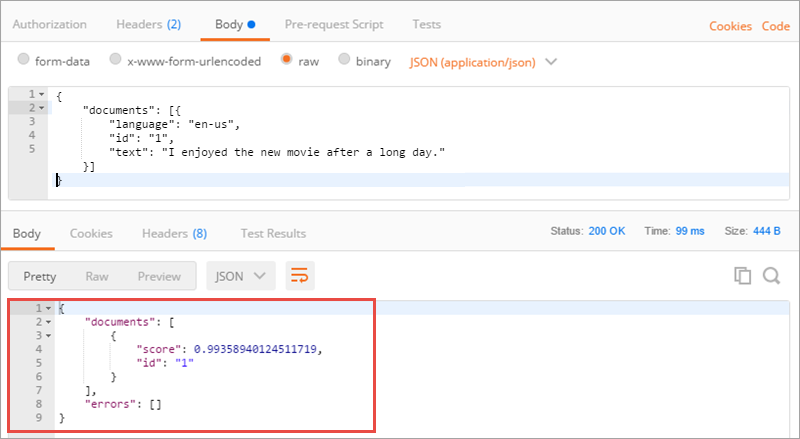 Authorization Headers (2) Body Pre-request Script Tests Cookies Code
form-data x-www-form-urlencoded raw binary JSON (application/json)
1 {
2 "documents": [{
3 "language": "en-us",
4 "id": "1",
5 "text": "I enjoyed the new movie after a long day."
}]
}
Body Cookies Headers (8) Test Results Status: 200 OK Time: 99 ms Size: 444 B
Pretty Raw Preview JSON
1 {
2 "documents": [
3 {
4 "score": 0.99358940124511719,
5 "id": "1"
6 }
7 ],
8 "errors": []
9 }